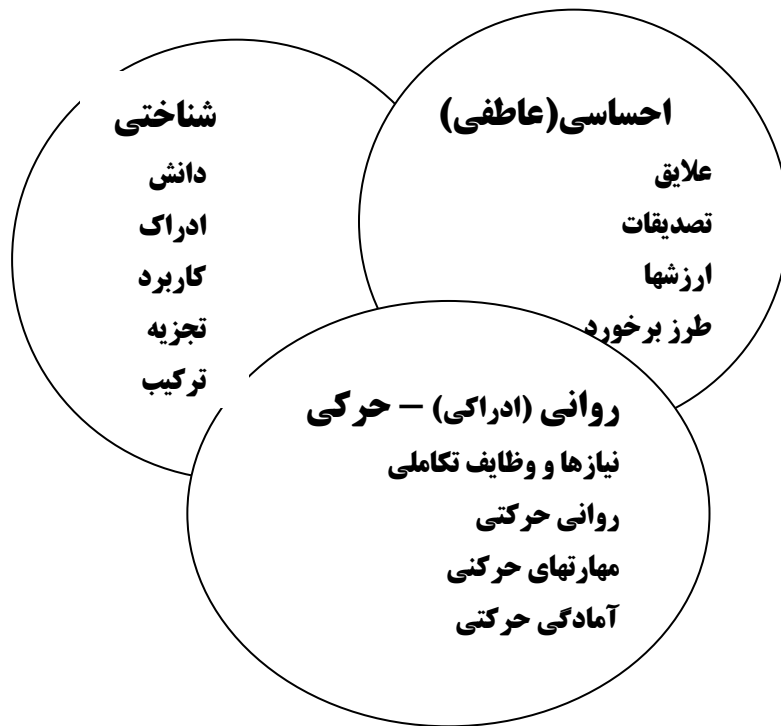 احساسی(عاطفی)
علایق
تصدیقات
ارزشها
طرز برخورد
شناختی
دانش
ادراک
کاربرد
تجزیه
ترکیب
روانی (ادراکی) – حرکی
نیازها و وظایف تکاملی
روانی حرکتی
مهارتهای حرکنی
آمادگی حرکتی